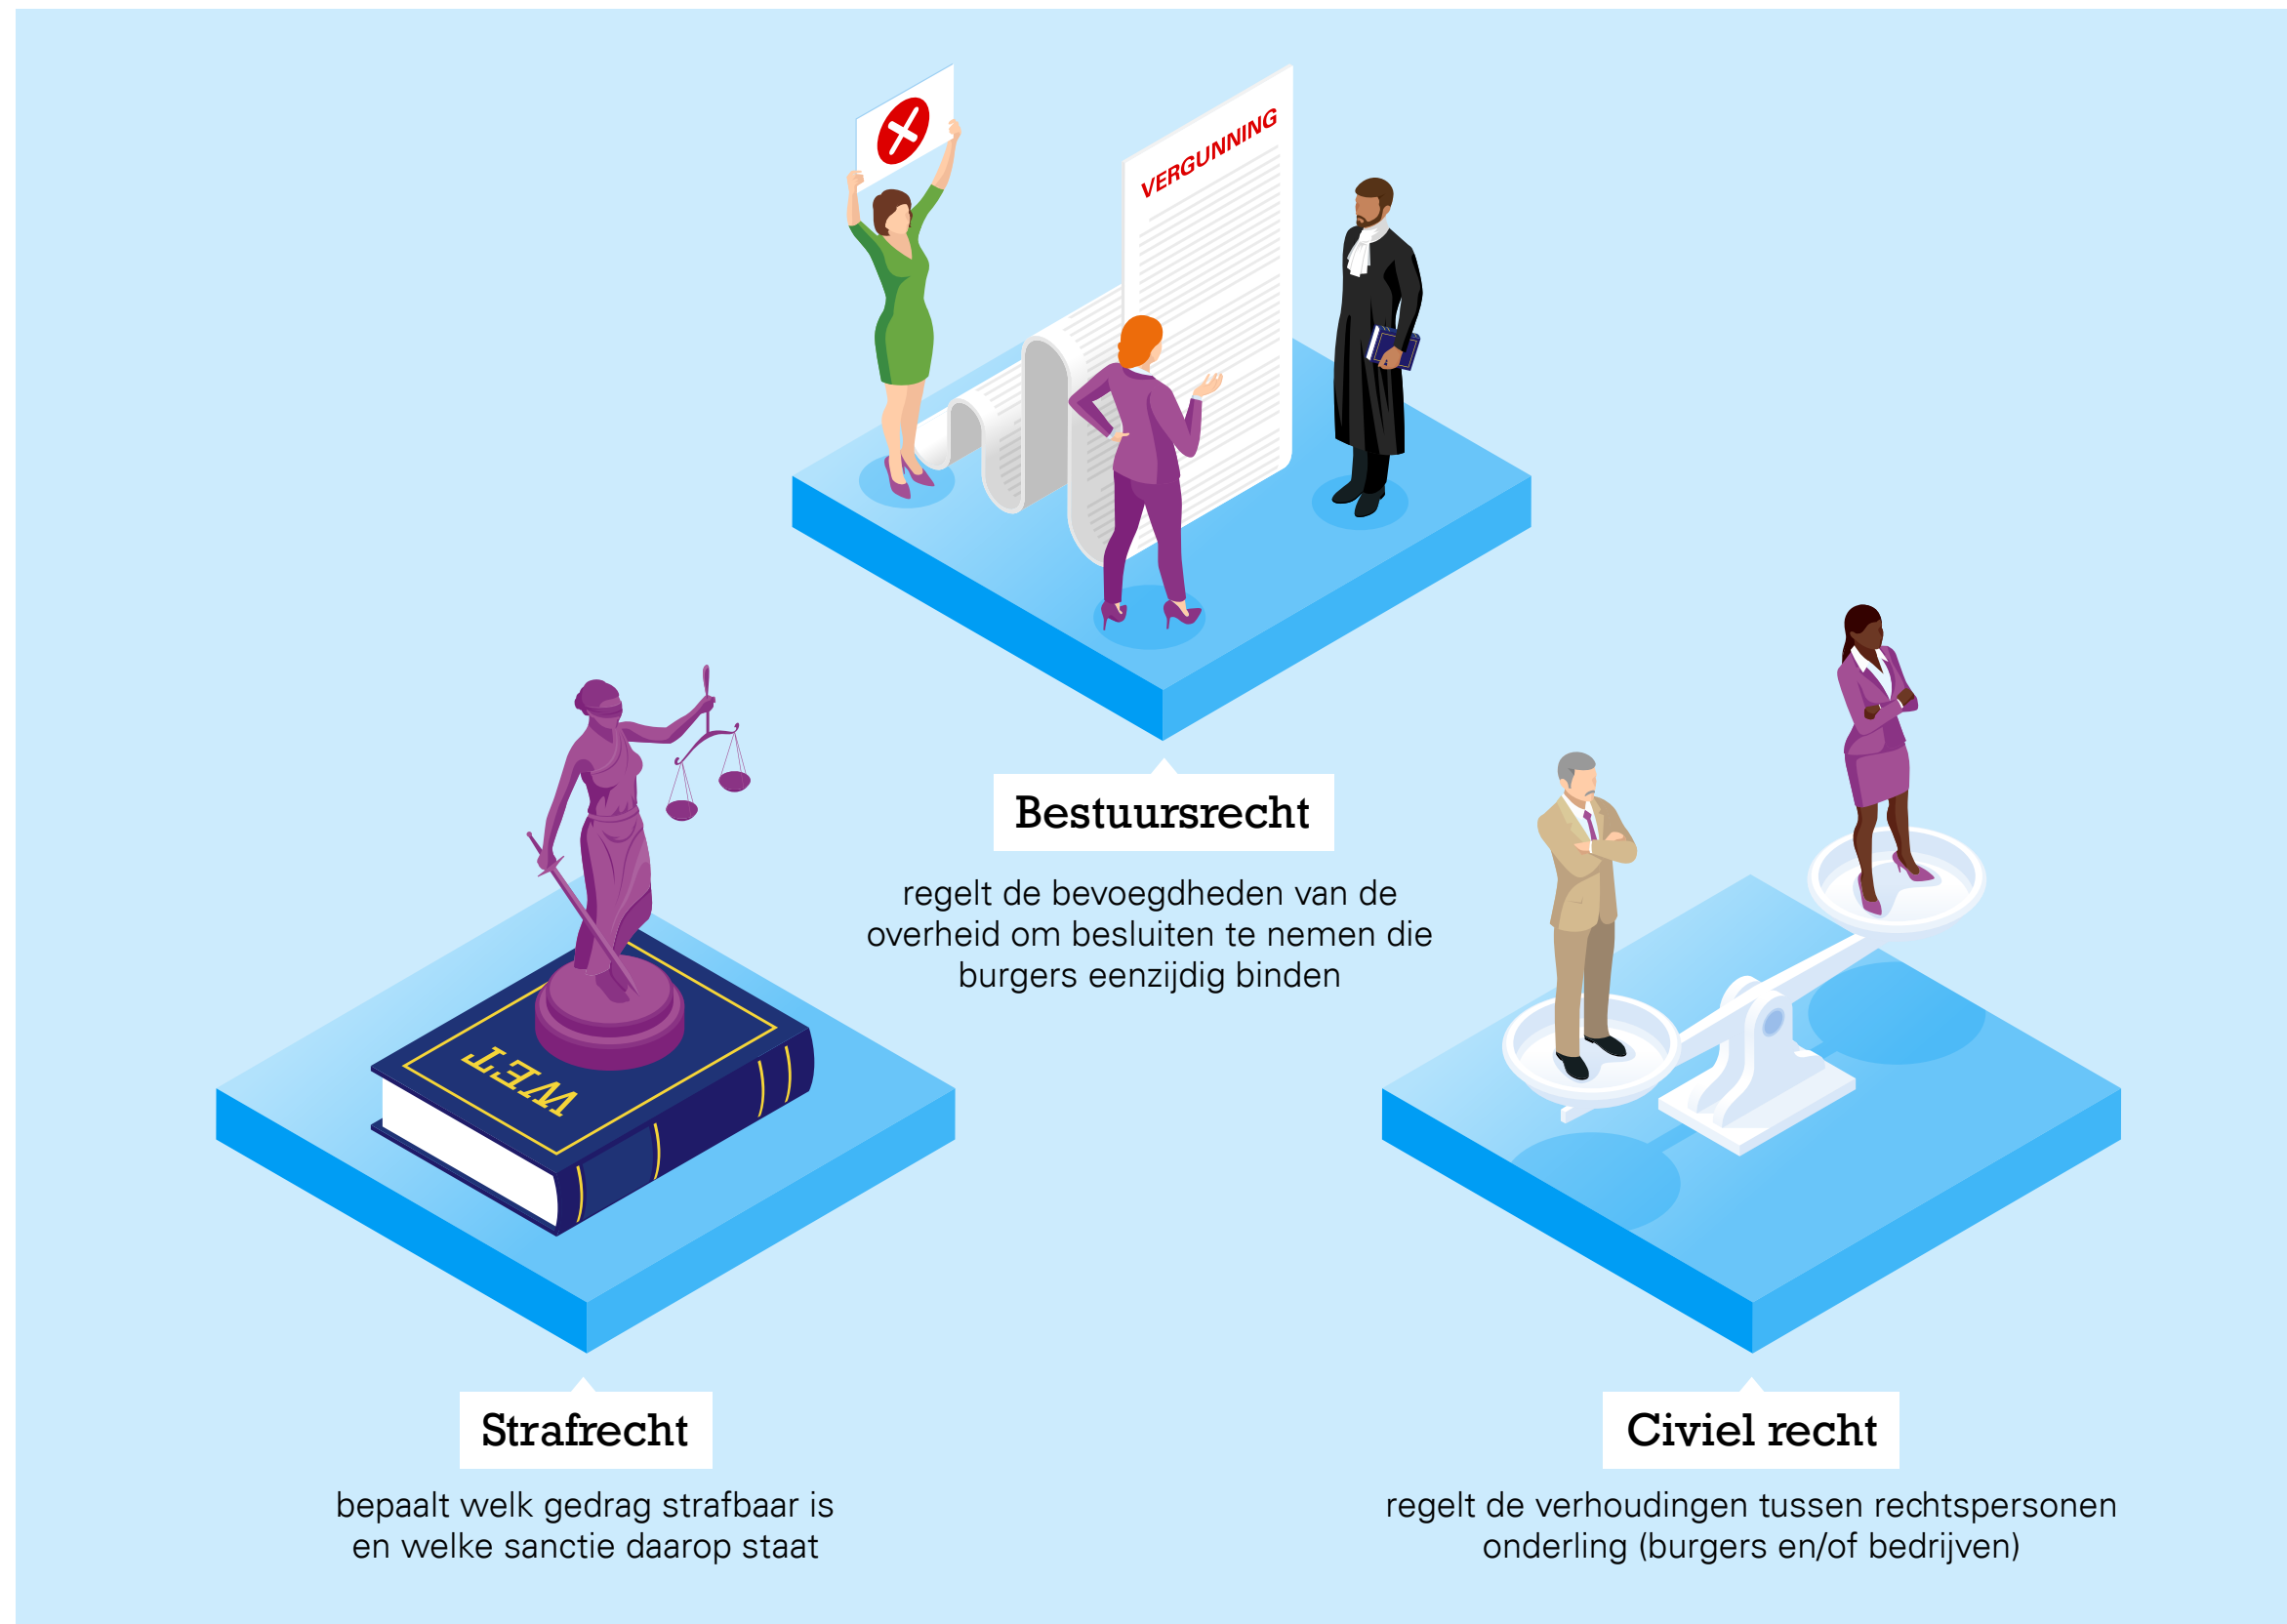 VERGUNNING
Bestuursrecht
regelt de bevoegdheden van de
overheid om besluiten te nemen die
burgers eenzijdig binden
WET
Strafrecht
bepaalt welk gedrag strafbaar is
en welke sanctie daarop staat
Civiel recht
regelt de verhoudingen tussen rechtspersonen
onderling (burgers en/of bedrijven)